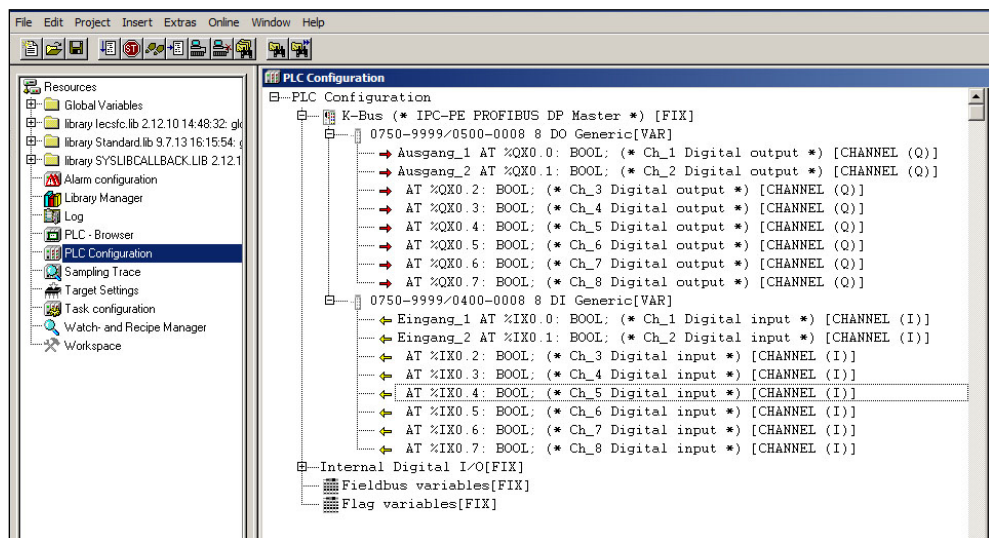 File Edit Project Insert Extras Online Window Help
Resources
Global Variables
library Iecsfc.lib 2.12.10 14:48:32: glo
library Standard.lib 9.7.13 16:15:54: g
library SYSLIBCALLBACK.LIB 2.12.1
Alarm configuration
Library Manager
Log
PLC - Browser
PLC Configuration
Sampling Trace
Target Settings
Task configuration
Watch- and Recipe Manager
Workspace
PLC Configuration
PLC Configuration
K-Bus (* IPC-PE PROFIBUS DP Master *) [FIX]
0750-9999/0500-0008 8 DO Generic[VAR]
Ausgang_1 AT %QX0.0: BOOL; (* Ch_1 Digital output *) [CHANNEL (Q)]
Ausgang_2 AT %QX0.1: BOOL; (* Ch_2 Digital output *) [CHANNEL (Q)]
AT %QX0.2: BOOL; (* Ch_3 Digital output *) [CHANNEL (Q)]
AT %QX0.3: BOOL; (* Ch_4 Digital output *) [CHANNEL (Q)]
AT %QX0.4: BOOL; (* Ch_5 Digital output *) [CHANNEL (Q)]
AT %QX0.5: BOOL; (* Ch_6 Digital output *) [CHANNEL (Q)]
AT %QX0.6: BOOL; (* Ch_7 Digital output *) [CHANNEL (Q)]
AT %QX0.7: BOOL; (* Ch_8 Digital output *) [CHANNEL (Q)]
0750-9999/0400-0008 8 DI Generic[VAR]
Eingang_1 AT %IX0.0: BOOL; (* Ch_1 Digital input *) [CHANNEL (I)]
Eingang_2 AT %IX0.1: BOOL; (* Ch_2 Digital input *) [CHANNEL (I)]
AT %IX0.2: BOOL; (* Ch_3 Digital input *) [CHANNEL (I)]
AT %IX0.3: BOOL; (* Ch_4 Digital input *) [CHANNEL (I)]
AT %IX0.4: BOOL; (* Ch_5 Digital input *) [CHANNEL (I)]
AT %IX0.5: BOOL; (* Ch_6 Digital input *) [CHANNEL (I)]
AT %IX0.6: BOOL; (* Ch_7 Digital input *) [CHANNEL (I)]
AT %IX0.7: BOOL; (* Ch_8 Digital input *) [CHANNEL (I)]
Internal Digital I/O[FIX]
Fieldbus variables[FIX]
Flag variables[FIX]